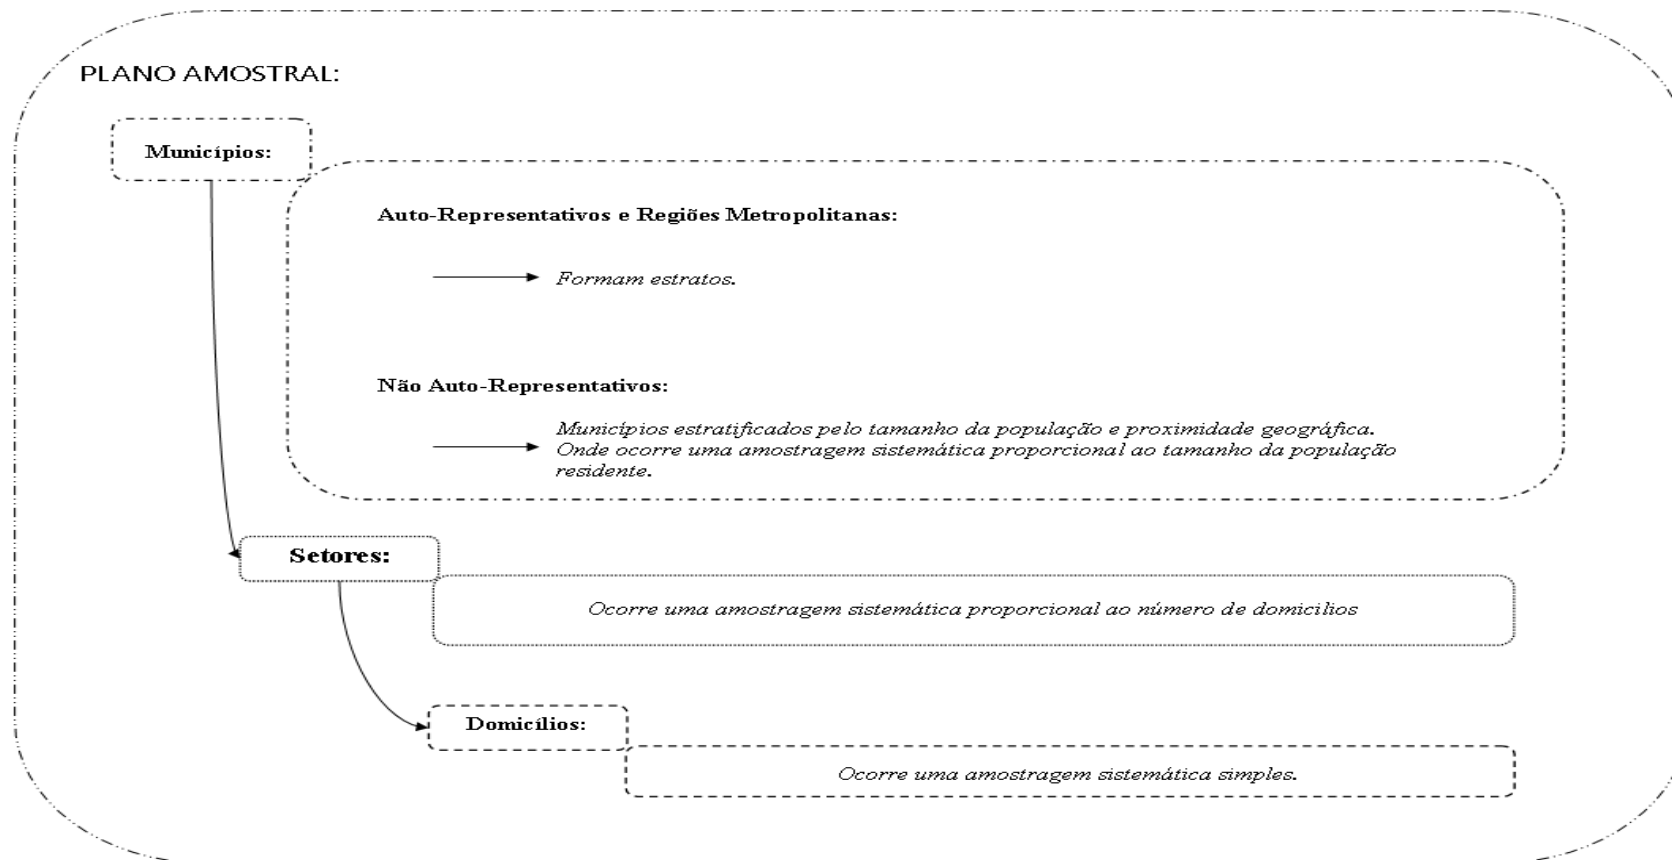 PLANO AMOSTRAL:
Municípios:
Auto-Representativos e Regiões Metropolitanas:
Formam estratos.
Não Auto-Representativos:
Municípios estratificados pelo tamanho da população e proximidade geográfica.
Onde ocorre uma amostragem sistemática proporcional ao tamanho da população
residente.
Setores:
Ocorre uma amostragem sistemática proporcional ao número de domicilios
Domicílios:
Ocorre uma amostragem sistemática simples.